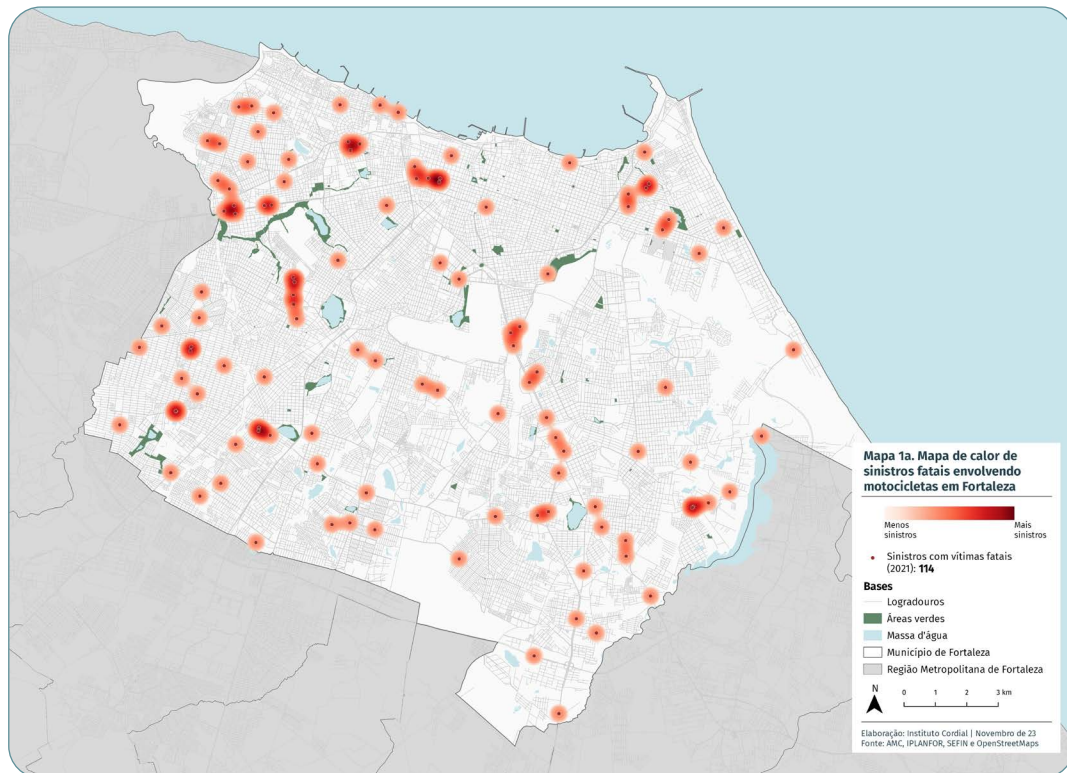 Mapa 1a. Mapa de calor de
sinistros fatais envolvendo
motocicletas em Fortaleza
Menos
sinistros
Mais
sinistros
Sinistros com vítimas fatais
(2021): 114
Bases
Logradouros
Áreas verdes
Massa d'água
Município de Fortaleza
Região Metropolitana de Fortaleza
N
0 1 2 3 km
Elaboração: Instituto Cordial | Novembro de 23
Fonte: AMC, IPLANFOR, SEFIN e OpenStreetMaps